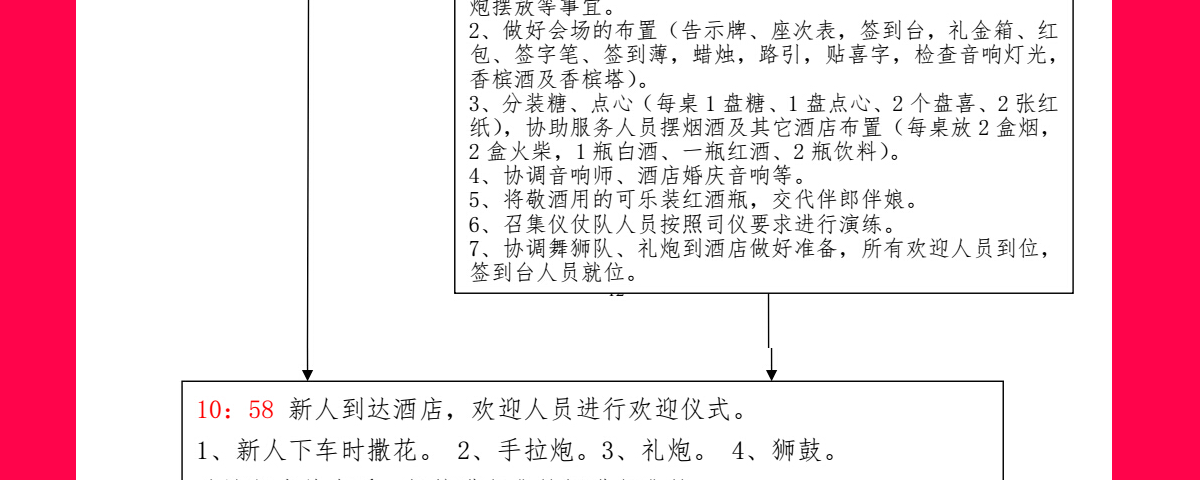 炮摆放等事宜。
2、做好会场的布置（告示牌、座次表，签到台，礼金箱、红
包、签字笔、签到薄，蜡烛，路引，贴喜字，检查音响灯光，
香槟酒及香槟塔）。
3、分装糖、点心（每桌 1 盘糖、1 盘点心、2 个盘喜、2 张红
纸），协助服务人员摆烟酒及其它酒店布置（每桌放 2 盒烟，
2 盒火柴，1 瓶白酒、一瓶红酒、2 瓶饮料）。
4、协调音响师、酒店婚庆音响等。
5、将敬酒用的可乐装红酒瓶，交代伴郎伴娘。
6、召集仪仗队人员按照司仪要求进行演练。
7、协调舞狮队、礼炮到酒店做好准备，所有欢迎人员到位，
签到台人员就位。
10：58 新人到达酒店，欢迎人员进行欢迎仪式。
1、新人下车时撒花。 2、手拉炮。3、礼炮。 4、狮鼓。